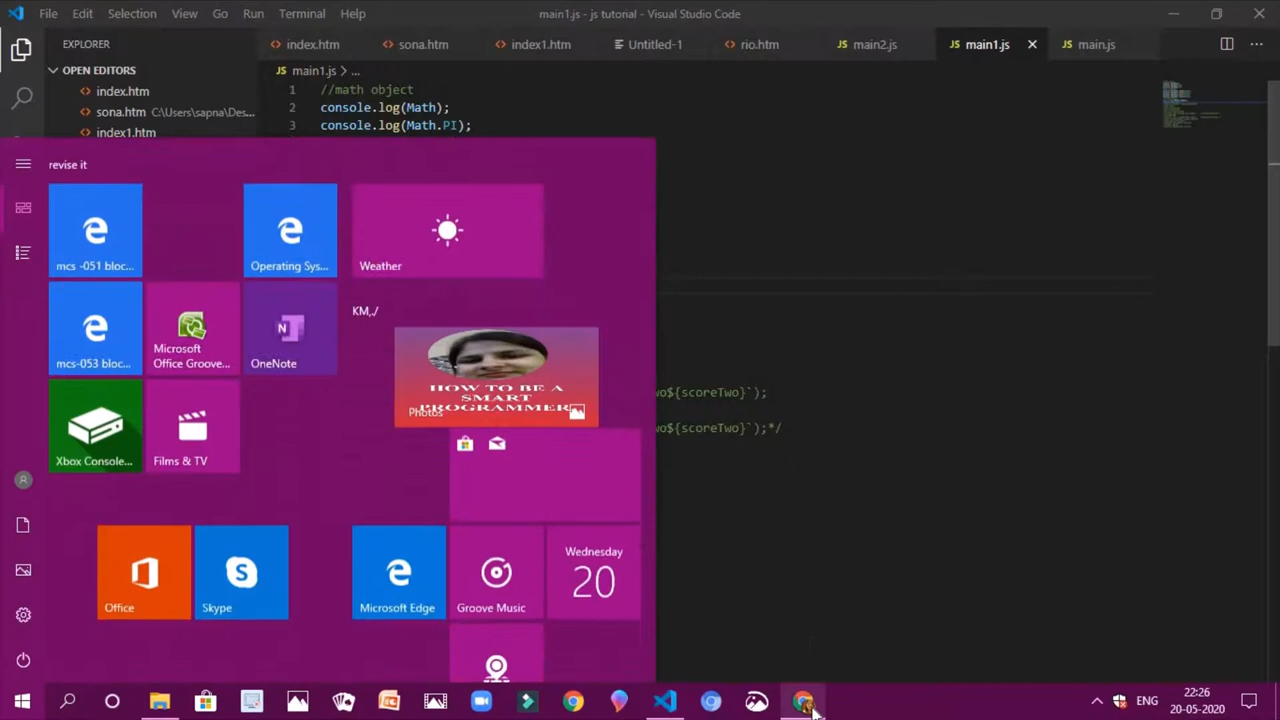 File Edit Selection View Go Run Terminal Help
main1.js - js tutorial - Visual Studio Code
EXPLORER
index.htm
sona.htm
index1.htm
Untitled-1
rio.htm
JS main2.js
JS main1.js
JS main.js
OPEN EDITORS
JS main1.js > ...
index.htm
sona.htm C:\Users\sapna\Des...
index1.htm
1 //math object
2 console.log(Math);
3 console.log(Math.PI);
revise it
mcs -051 bloc...
Operating Sys...
Weather
KM,./
mcs-053 bloc...
Microsoft
Office Groove...
OneNote
HOW TO BE A
SMART
PROGRAMMER
Photos
wo${scoreTwo}`);
wo${scoreTwo}`);*/
Xbox Console...
Films & TV
Office
Skype
Microsoft Edge
Groove Music
Wednesday
20
ENG
22:26
20-05-2020